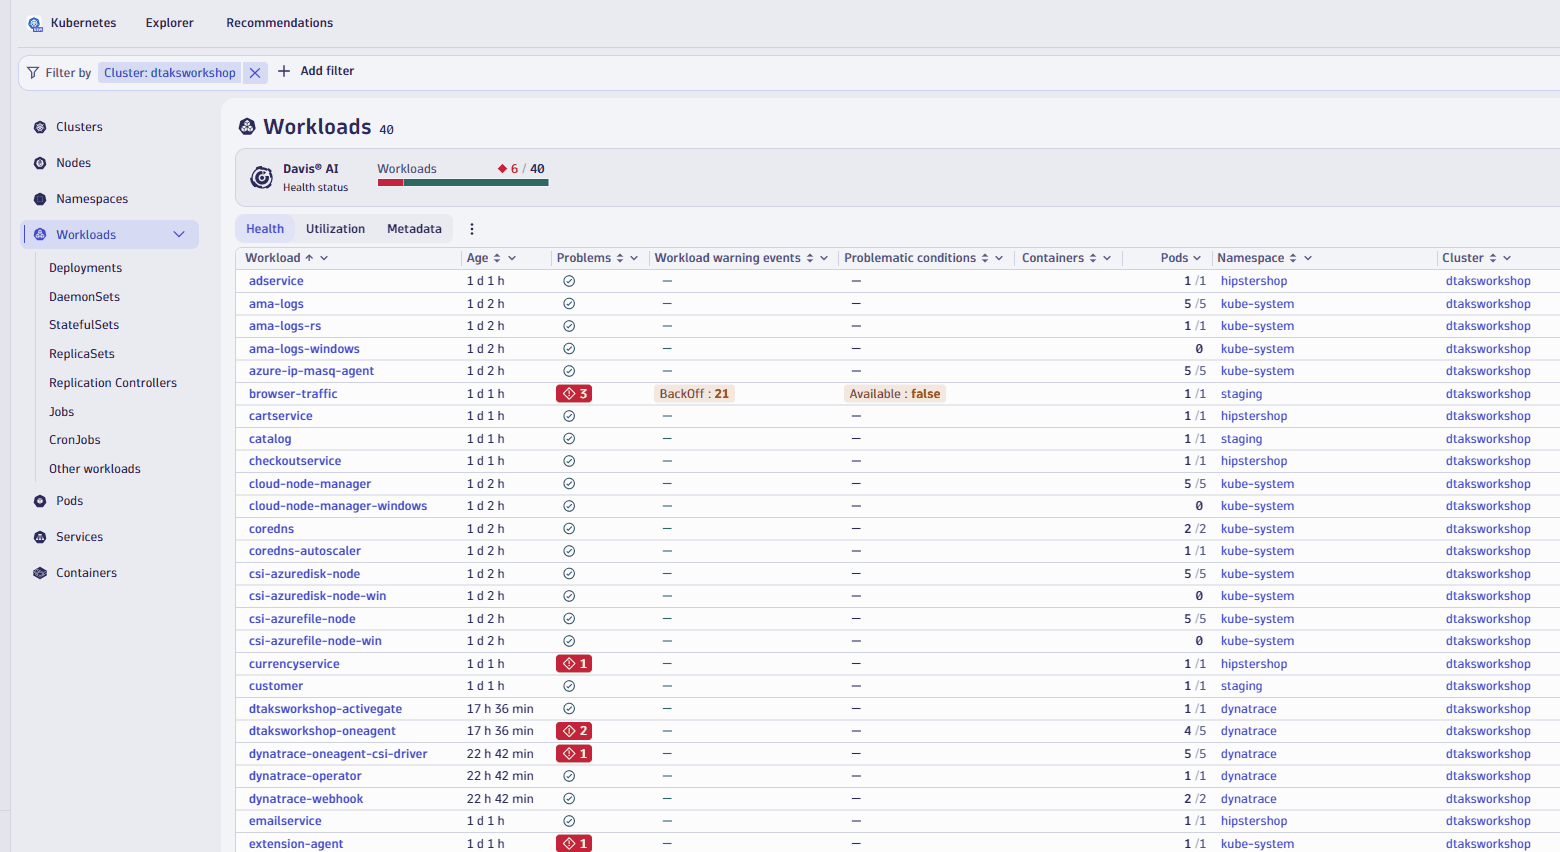 Kubernetes Explorer Recommendations
Filter by Cluster: dtaksworkshop Add filter
Clusters
Nodes
Namespaces
Workloads
Deployments
DaemonSets
StatefulSets
ReplicaSets
Replication Controllers
Jobs
CronJobs
Other workloads
Pods
Services
Containers
Workloads 40
Davis® AI
Health status
Workloads 6 / 40
Health Utilization Metadata
Workload Age Problems Workload warning events Problematic conditions Containers Pods Namespace Cluster
adservice 1 d 1 h – – 1 /1 hipstershop dtaksworkshop
ama-logs 1 d 2 h – – 5 /5 kube-system dtaksworkshop
ama-logs-rs 1 d 2 h – – 1 /1 kube-system dtaksworkshop
ama-logs-windows 1 d 2 h – – 0 kube-system dtaksworkshop
azure-ip-masq-agent 1 d 2 h – – 5 /5 kube-system dtaksworkshop
browser-traffic 1 d 1 h 3 BackOff : 21 Available : false 1 /1 staging dtaksworkshop
cartservice 1 d 1 h – – 1 /1 hipstershop dtaksworkshop
catalog 1 d 1 h – – 1 /1 staging dtaksworkshop
checkoutservice 1 d 1 h – – 1 /1 hipstershop dtaksworkshop
cloud-node-manager 1 d 2 h – – 5 /5 kube-system dtaksworkshop
cloud-node-manager-windows 1 d 2 h – – 0 kube-system dtaksworkshop
coredns 1 d 2 h – – 2 /2 kube-system dtaksworkshop
coredns-autoscaler 1 d 2 h – – 1 /1 kube-system dtaksworkshop
csi-azuredisk-node 1 d 2 h – – 5 /5 kube-system dtaksworkshop
csi-azuredisk-node-win 1 d 2 h – – 0 kube-system dtaksworkshop
csi-azurefile-node 1 d 2 h – – 5 /5 kube-system dtaksworkshop
csi-azurefile-node-win 1 d 2 h – – 0 kube-system dtaksworkshop
currencyservice 1 d 1 h 1 – – 1 /1 hipstershop dtaksworkshop
customer 1 d 1 h – – 1 /1 staging dtaksworkshop
dtaksworkshop-activegate 17 h 36 min – – 1 /1 dynatrace dtaksworkshop
dtaksworkshop-oneagent 17 h 36 min 2 – – 4 /5 dynatrace dtaksworkshop
dynatrace-oneagent-csi-driver 22 h 42 min 1 – – 5 /5 dynatrace dtaksworkshop
dynatrace-operator 22 h 42 min – – 1 /1 dynatrace dtaksworkshop
dynatrace-webhook 22 h 42 min – – 2 /2 dynatrace dtaksworkshop
emailservice 1 d 1 h – – 1 /1 hipstershop dtaksworkshop
extension-agent 1 d 1 h 1 – – 1 /1 kube-system dtaksworkshop